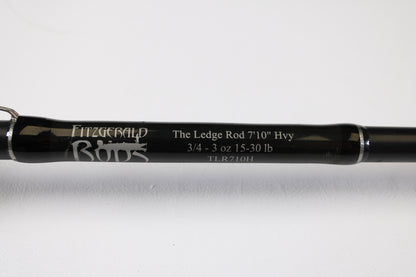 FITZGERALD
RODS
The Ledge Rod 7'10" Hvy
3/4 - 3 oz 15-30 lb
TLR710H